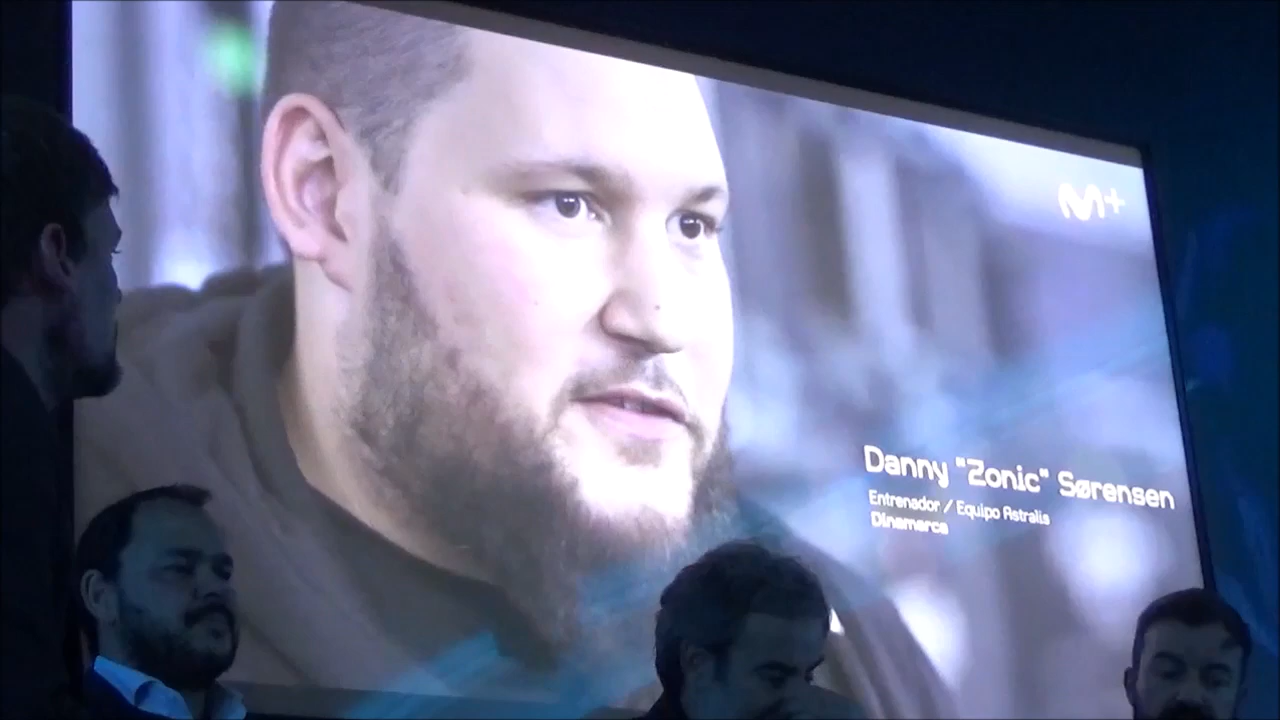 M+
Danny "Zonic" Sørensen
Entrenador / Equipo Astralis
Dinamarca